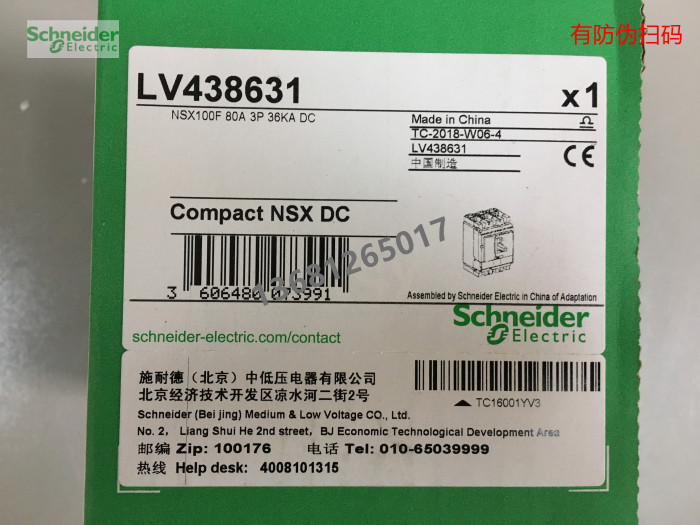 Schneider
Electric
有防伪扫码
LV438631
x1
NSX100F 80A 3P 36KA DC
Made in China
TC-2018-W06-4
LV438631
中国制造
CE
Compact NSX DC
13681265017
Assembled by Schneider Electric in China of Adaptation
Schneider
Electric
schneider-electric.com/contact
施耐德（北京）中低压电器有限公司
北京经济技术开发区凉水河二街2号
TC16001YV3
Schneider (Bei jing) Medium & Low Voltage CO., Ltd.
No. 2, Liang Shui He 2nd street, BJ Economic Technological Development Area
邮编 Zip: 100176 电话 Tel: 010-65039999
热线 Help desk: 4008101315